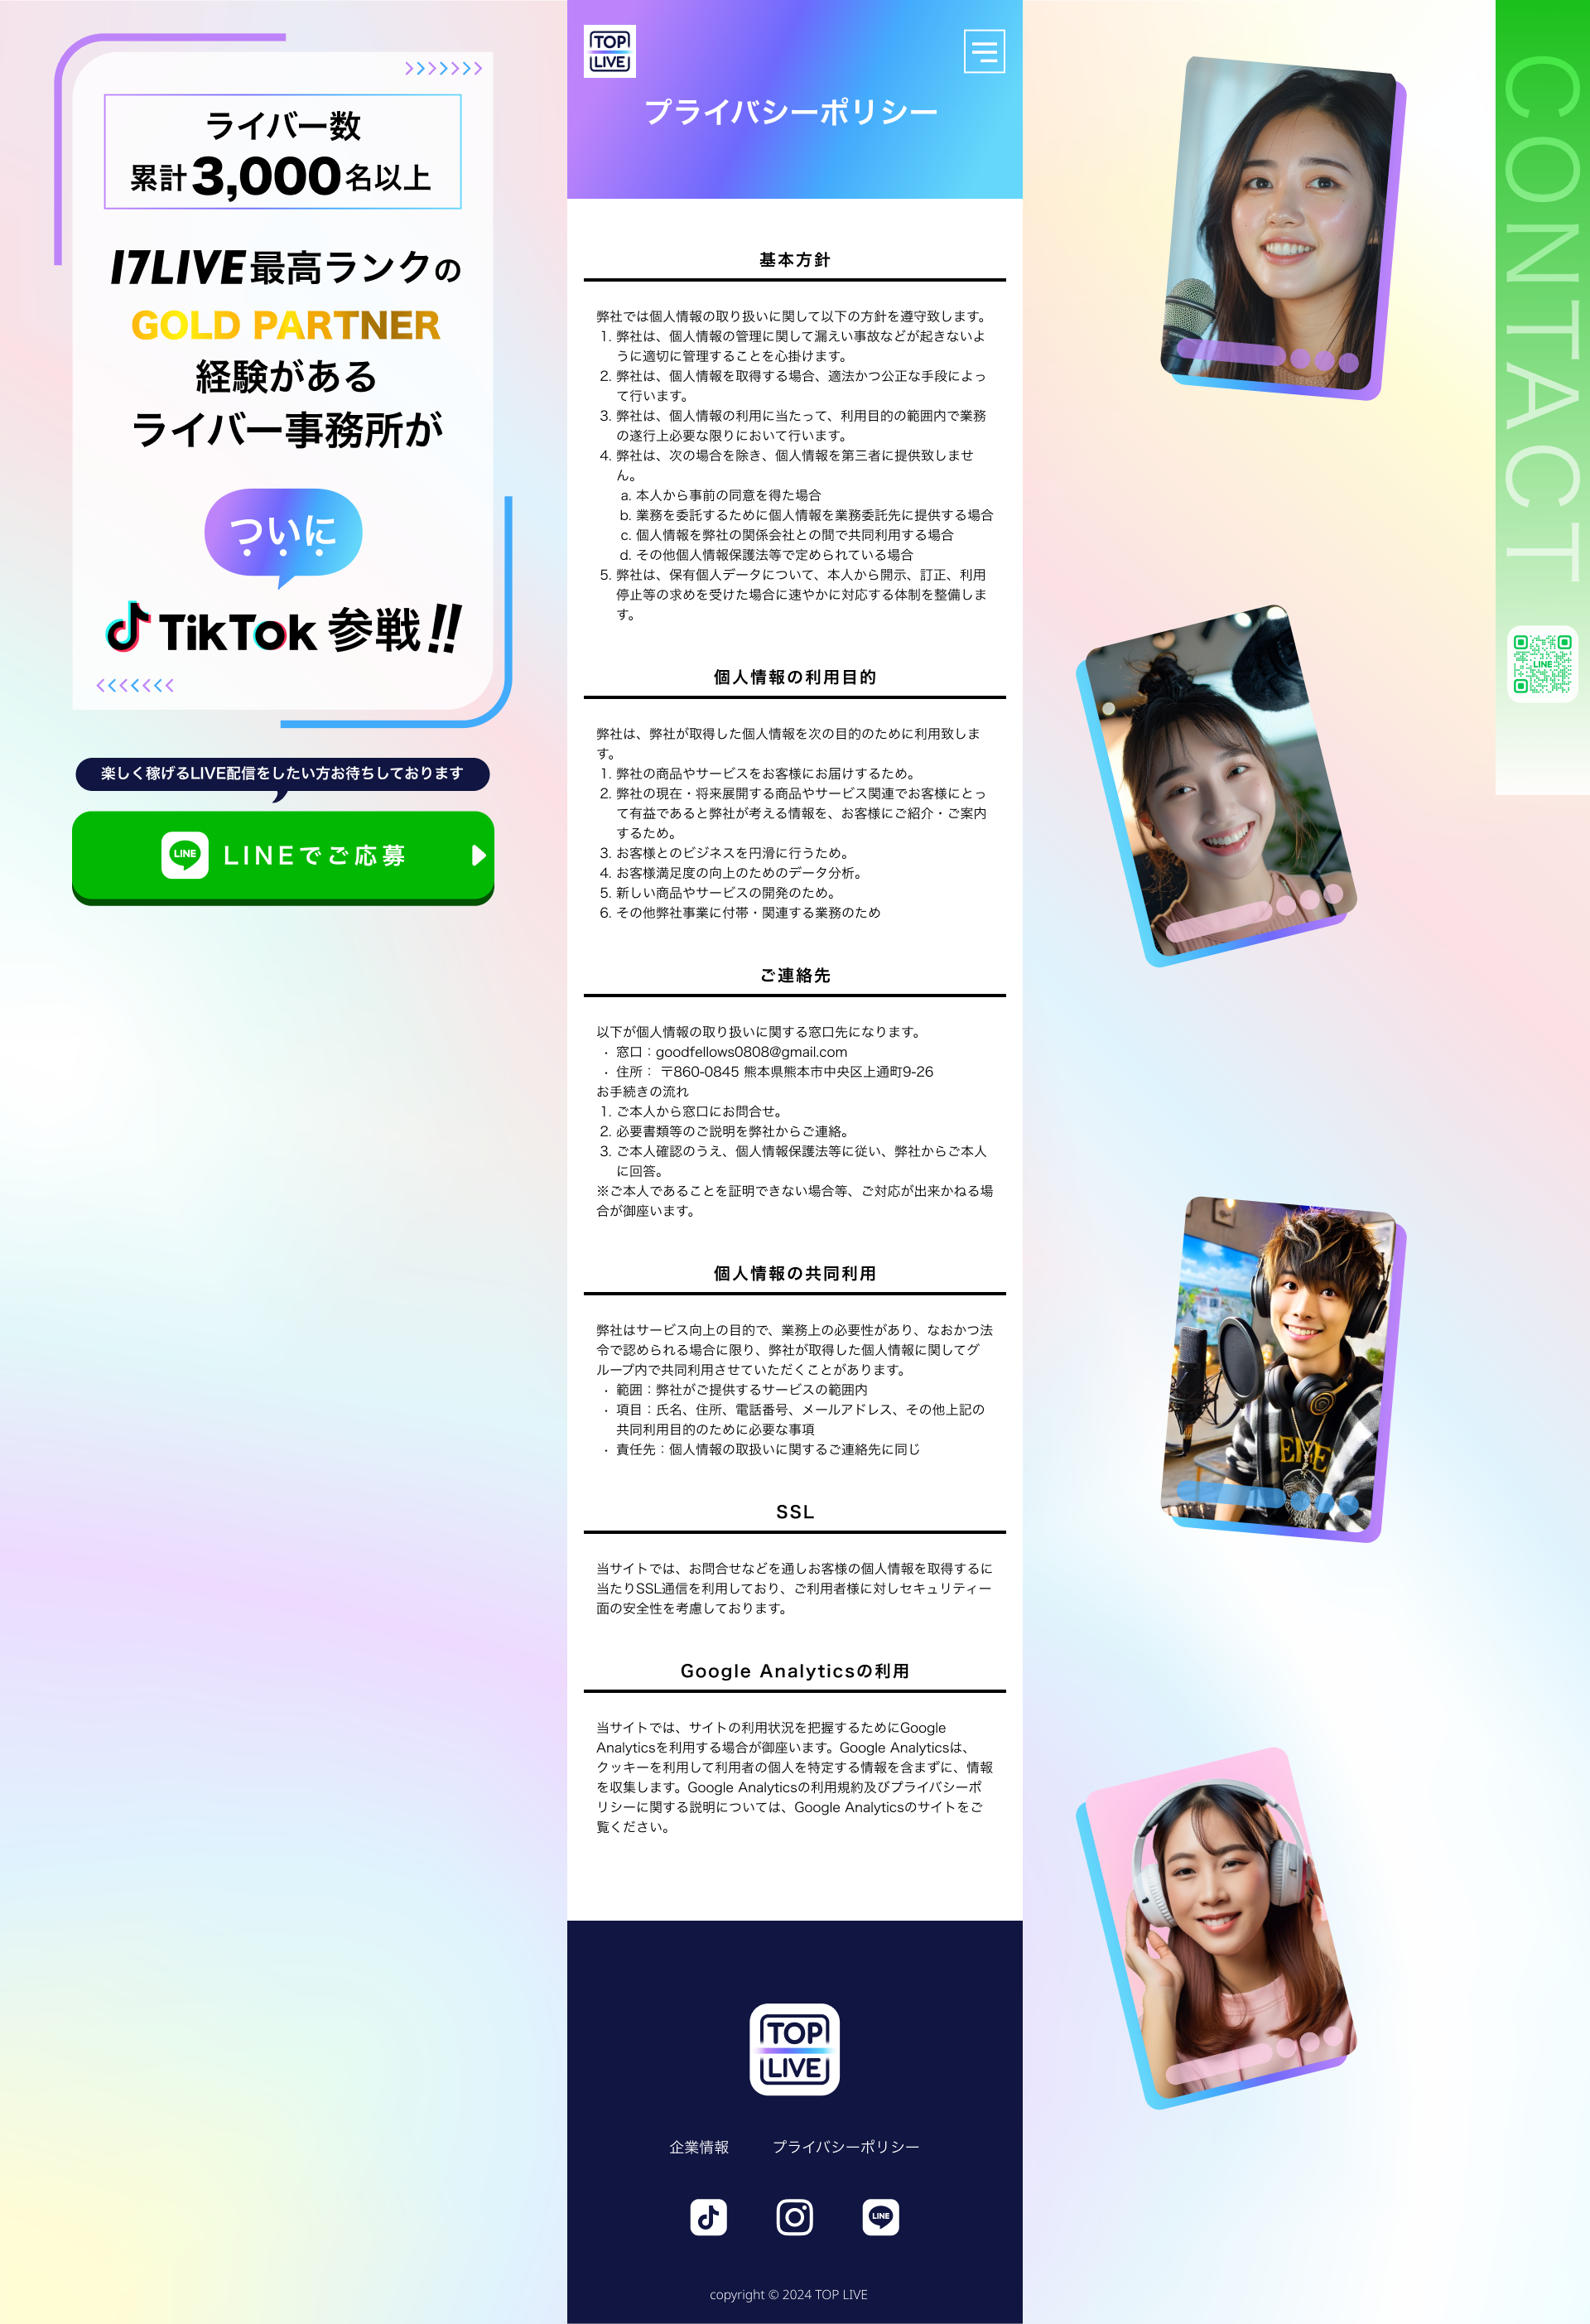 ライバー数
累計3,000名以上
17LIVE最高ランクの
GOLD PARTNER
経験がある
ライバー事務所が
ついに
TikTok 参戦!!
楽しく稼げるLIVE配信をしたい方お待ちしております
LINE LINEでご応募
TOP
LIVE
プライバシーポリシー
基本方針
弊社では個人情報の取り扱いに関して以下の方針を遵守致します。
1. 弊社は、個人情報の管理に関して漏えい事故などが起きないよ
うに適切に管理することを心掛けます。
2. 弊社は、個人情報を取得する場合、適法かつ公正な手段によっ
て行います。
3. 弊社は、個人情報の利用に当たって、利用目的の範囲内で業務
の遂行上必要な限りにおいて行います。
4. 弊社は、次の場合を除き、個人情報を第三者に提供致しませ
ん。
a. 本人から事前の同意を得た場合
b. 業務を委託するために個人情報を業務委託先に提供する場合
c. 個人情報を弊社の関係会社との間で共同利用する場合
d. その他個人情報保護法等で定められている場合
5. 弊社は、保有個人データについて、本人から開示、訂正、利用
停止等の求めを受けた場合に速やかに対応する体制を整備しま
す。
個人情報の利用目的
弊社は、弊社が取得した個人情報を次の目的のために利用致しま
す。
1. 弊社の商品やサービスをお客様にお届けするため。
2. 弊社の現在・将来展開する商品やサービス関連でお客様にとっ
て有益であると弊社が考える情報を、お客様にご紹介・ご案内
するため。
3. お客様とのビジネスを円滑に行うため。
4. お客様満足度の向上のためのデータ分析。
5. 新しい商品やサービスの開発のため。
6. その他弊社事業に付帯・関連する業務のため
ご連絡先
以下が個人情報の取り扱いに関する窓口先になります。
・ 窓口：goodfellows0808@gmail.com
・ 住所： 〒860-0845 熊本県熊本市中央区上通町9-26
お手続きの流れ
1. ご本人から窓口にお問合せ。
2. 必要書類等のご説明を弊社からご連絡。
3. ご本人確認のうえ、個人情報保護法等に従い、弊社からご本人
に回答。
※ご本人であることを証明できない場合等、ご対応が出来かねる場
合が御座います。
個人情報の共同利用
弊社はサービス向上の目的で、業務上の必要性があり、なおかつ法
令で認められる場合に限り、弊社が取得した個人情報に関してグ
ループ内で共同利用させていただくことがあります。
・ 範囲：弊社がご提供するサービスの範囲内
・ 項目：氏名、住所、電話番号、メールアドレス、その他上記の
共同利用目的のために必要な事項
・ 責任先：個人情報の取扱いに関するご連絡先に同じ
SSL
当サイトでは、お問合せなどを通しお客様の個人情報を取得するに
当たりSSL通信を利用しており、ご利用者様に対しセキュリティー
面の安全性を考慮しております。
Google Analyticsの利用
当サイトでは、サイトの利用状況を把握するためにGoogle
Analyticsを利用する場合が御座います。Google Analyticsは、
クッキーを利用して利用者の個人を特定する情報を含まずに、情報
を収集します。Google Analyticsの利用規約及びプライバシーポ
リシーに関する説明については、Google Analyticsのサイトをご
覧ください。
TOP
LIVE
企業情報 プライバシーポリシー
LINE
copyright © 2024 TOP LIVE
CONTACT
LINE